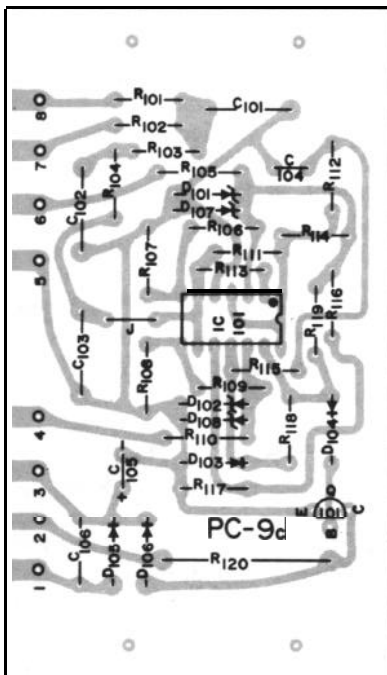 8
R101
C101
R102
7
R103
C
104
R112
R104
C102
R105
D101
D107
6
R106
R107
R114
R111
5
R113
R116
R119
IC
101
J
C103
R108
R115
R109
D102
D108
R118
D104
4
R110
C
105
D103
+
3
R117
E
101
C
B
PC-9d
2
C106
D105
D106
R120
1